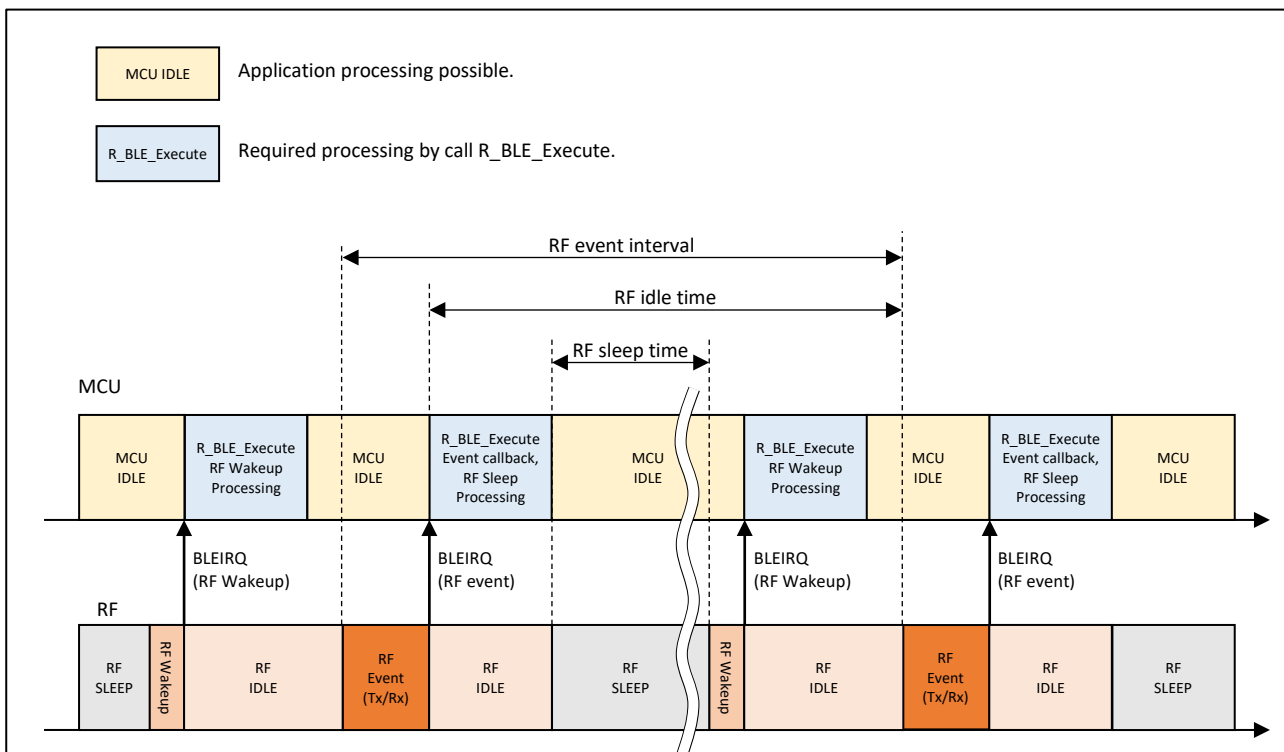 MCU IDLE
Application processing possible.
R_BLE_Execute
Required processing by call R_BLE_Execute.
RF event interval
RF idle time
RF sleep time
MCU
MCU
IDLE
R_BLE_Execute
RF Wakeup
Processing
MCU
IDLE
R_BLE_Execute
Event callback,
RF Sleep
Processing
MCU
IDLE
R_BLE_Execute
RF Wakeup
Processing
MCU
IDLE
R_BLE_Execute
Event callback,
RF Sleep
Processing
MCU
IDLE
BLEIRQ
(RF Wakeup)
BLEIRQ
(RF event)
BLEIRQ
(RF Wakeup)
BLEIRQ
(RF event)
RF
RF
SLEEP
RF Wakeup
RF
IDLE
RF
Event
(Tx/Rx)
RF
IDLE
RF
SLEEP
RF Wakeup
RF
IDLE
RF
Event
(Tx/Rx)
RF
IDLE
RF
SLEEP